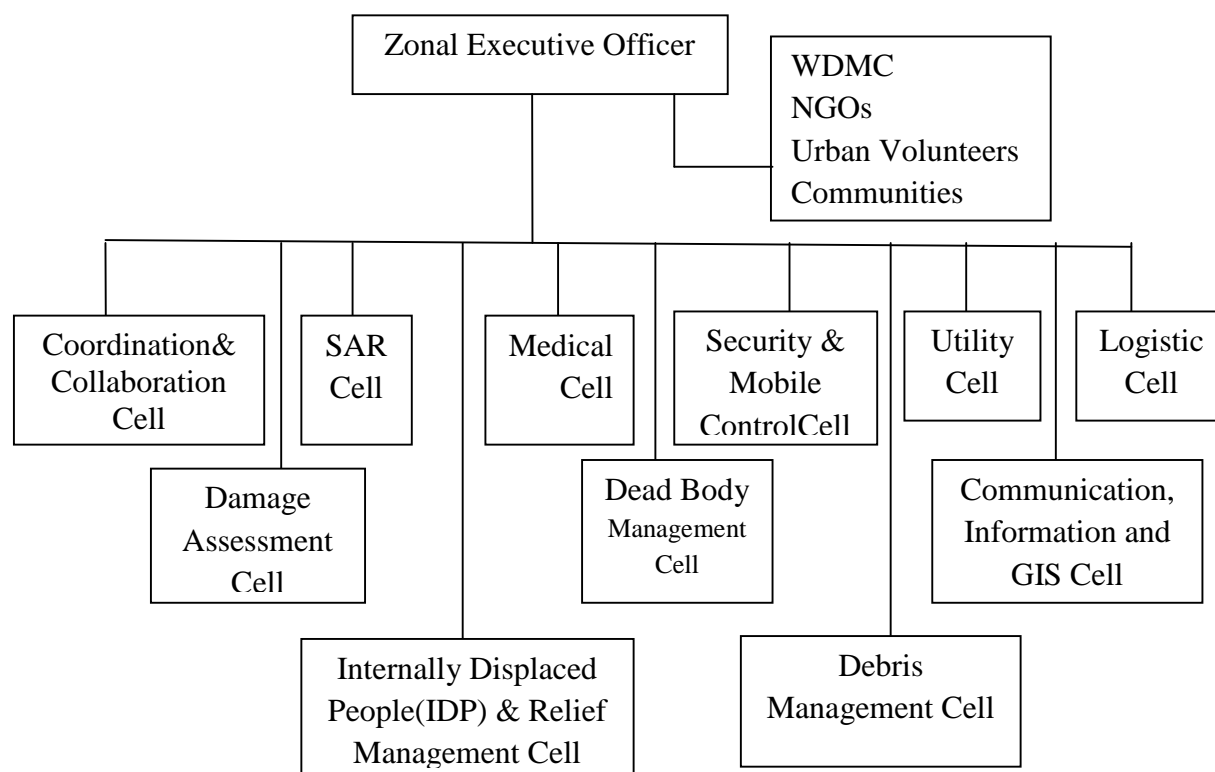 Zonal Executive Officer
WDMC
NGOs
Urban Volunteers
Communities
Coordination&
Collaboration
Cell
SAR
Cell
Medical
Cell
Security &
Mobile
ControlCell
Utility
Cell
Logistic
Cell
Damage
Assessment
Cell
Dead Body
Management
Cell
Communication,
Information and
GIS Cell
Internally Displaced
People(IDP) & Relief
Management Cell
Debris
Management Cell